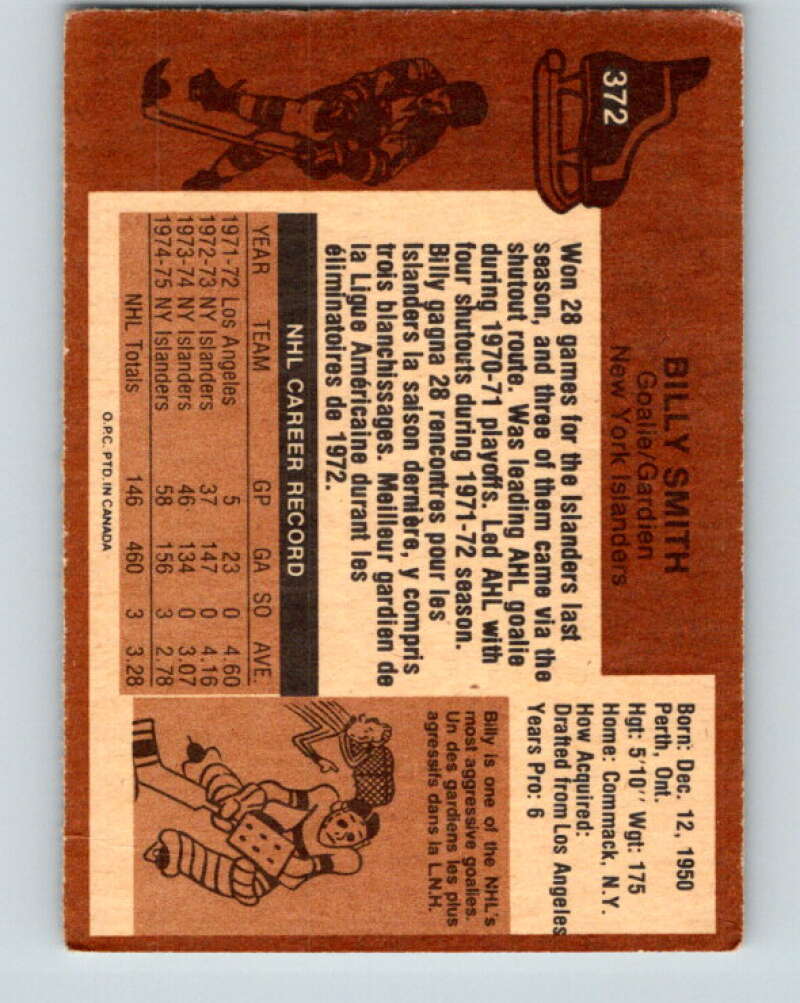 372
BILLY SMITH
Goalie/Gardien
New York Islanders
Born: Dec. 12, 1950
Perth, Ont.
Hgt: 5'10" Wgt: 175
Home: Commack, N.Y.
How Acquired:
Drafted from Los Angeles
Years Pro: 6
Won 28 games for the Islanders last
season, and three of them came via the
shutout route. Was leading AHL goalie
during 1970-71 playoffs. Led AHL with
four shutouts during 1971-72 season.
Billy gagna 28 rencontres pour les
Islanders la saison dernière, y compris
trois blanchissages. Meilleur gardien de
la Ligue Américaine durant les
éliminatoires de 1972.
NHL CAREER RECORD
YEAR TEAM GP GA SO AVE.
1971-72 Los Angeles 5 23 0 4.60
1972-73 NY Islanders 37 147 0 4.16
1973-74 NY Islanders 46 134 0 3.07
1974-75 NY Islanders 58 156 3 2.78
NHL Totals 146 460 3 3.28
O.P.C. PTD. IN CANADA
Billy is one of the NHL's
most aggressive goalies.
Un des gardiens les plus
agressifs dans la L.N.H.